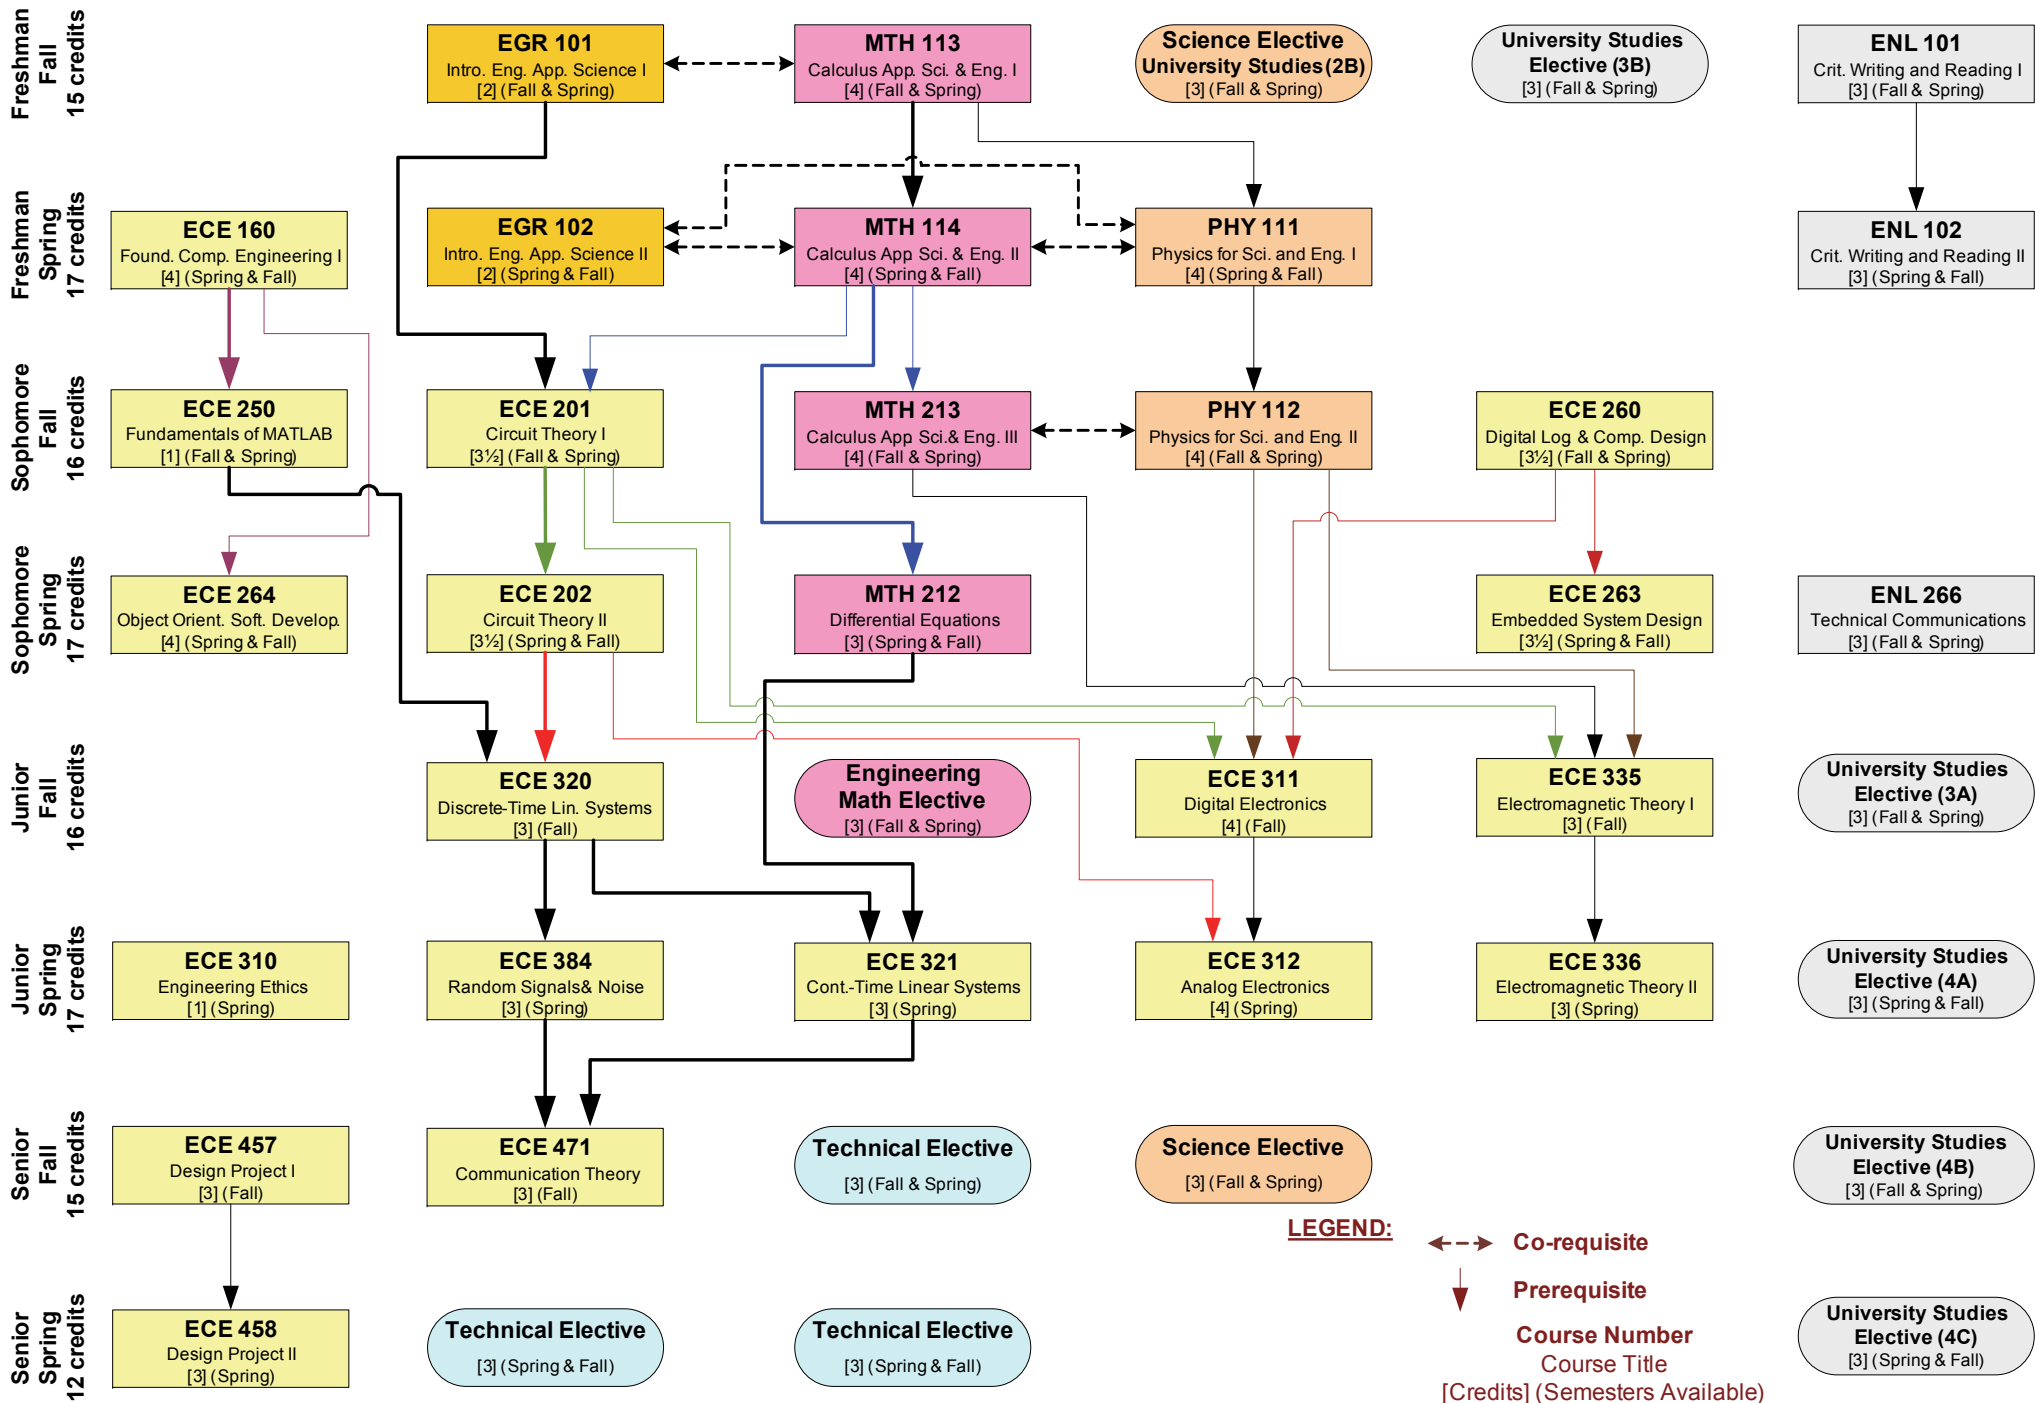 Freshman
Fall
15 credits
EGR 101
Intro. Eng. App. Science I
[2] (Fall & Spring)
MTH 113
Calculus App. Sci. & Eng. I
[4] (Fall & Spring)
Science Elective
University Studies (2B)
[3] (Fall & Spring)
University Studies
Elective (3B)
[3] (Fall & Spring)
ENL 101
Crit. Writing and Reading I
[3] (Fall & Spring)
Freshman
Spring
17 credits
ECE 160
Found. Comp. Engineering I
[4] (Spring & Fall)
EGR 102
Intro. Eng. App. Science II
[2] (Spring & Fall)
MTH 114
Calculus App Sci. & Eng. II
[4] (Spring & Fall)
PHY 111
Physics for Sci. and Eng. I
[4] (Spring & Fall)
ENL 102
Crit. Writing and Reading II
[3] (Spring & Fall)
Sophomore
Fall
16 credits
ECE 250
Fundamentals of MATLAB
[1] (Fall & Spring)
ECE 201
Circuit Theory I
[3½] (Fall & Spring)
MTH 213
Calculus App Sci.& Eng. III
[4] (Fall & Spring)
PHY 112
Physics for Sci. and Eng. II
[4] (Fall & Spring)
ECE 260
Digital Log & Comp. Design
[3½] (Fall & Spring)
Sophomore
Spring
17 credits
ECE 264
Object Orient. Soft. Develop.
[4] (Spring & Fall)
ECE 202
Circuit Theory II
[3½] (Spring & Fall)
MTH 212
Differential Equations
[3] (Spring & Fall)
ECE 263
Embedded System Design
[3½] (Spring & Fall)
ENL 266
Technical Communications
[3] (Fall & Spring)
Junior
Fall
16 credits
ECE 320
Discrete-Time Lin. Systems
[3] (Fall)
Engineering
Math Elective
[3] (Fall & Spring)
ECE 311
Digital Electronics
[4] (Fall)
ECE 335
Electromagnetic Theory I
[3] (Fall)
University Studies
Elective (3A)
[3] (Fall & Spring)
Junior
Spring
17 credits
ECE 310
Engineering Ethics
[1] (Spring)
ECE 384
Random Signals& Noise
[3] (Spring)
ECE 321
Cont.-Time Linear Systems
[3] (Spring)
ECE 312
Analog Electronics
[4] (Spring)
ECE 336
Electromagnetic Theory II
[3] (Spring)
University Studies
Elective (4A)
[3] (Spring & Fall)
Senior
Fall
15 credits
ECE 457
Design Project I
[3] (Fall)
ECE 471
Communication Theory
[3] (Fall)
Technical Elective
[3] (Fall & Spring)
Science Elective
[3] (Fall & Spring)
University Studies
Elective (4B)
[3] (Fall & Spring)
LEGEND:
Co-requisite
Prerequisite
Course Number
Course Title
[Credits] (Semesters Available)
Senior
Spring
12 credits
ECE 458
Design Project II
[3] (Spring)
Technical Elective
[3] (Spring & Fall)
Technical Elective
[3] (Spring & Fall)
University Studies
Elective (4C)
[3] (Spring & Fall)